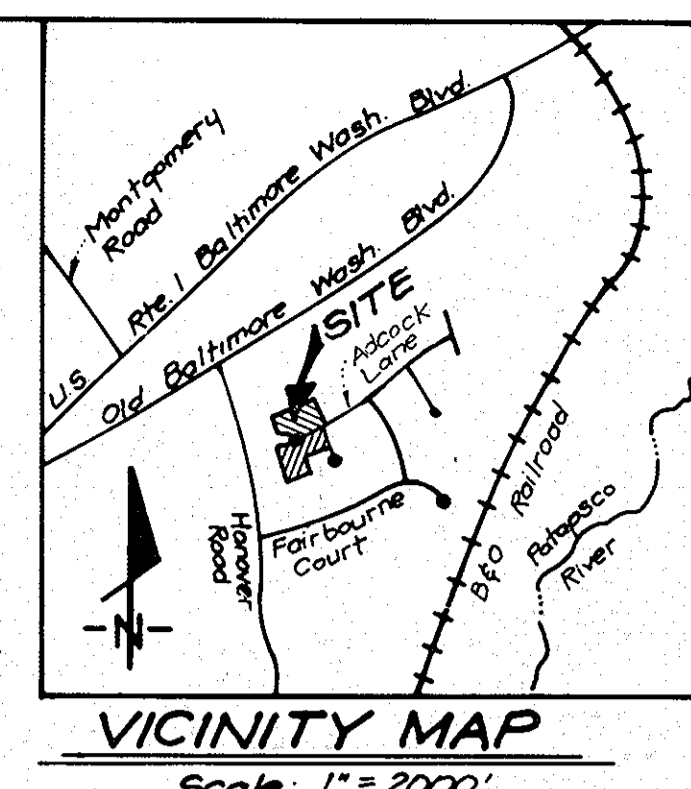 Montgomery
Road
U.S Rte. 1 Baltimore Wash. Blvd.
Old Baltimore Wash. Blvd.
SITE
Adcock
Lane
Hanover
Road
Fairbourne
Court
B&O Railroad
Patapsco
River
-N-
VICINITY MAP
Scale: 1" = 2000'